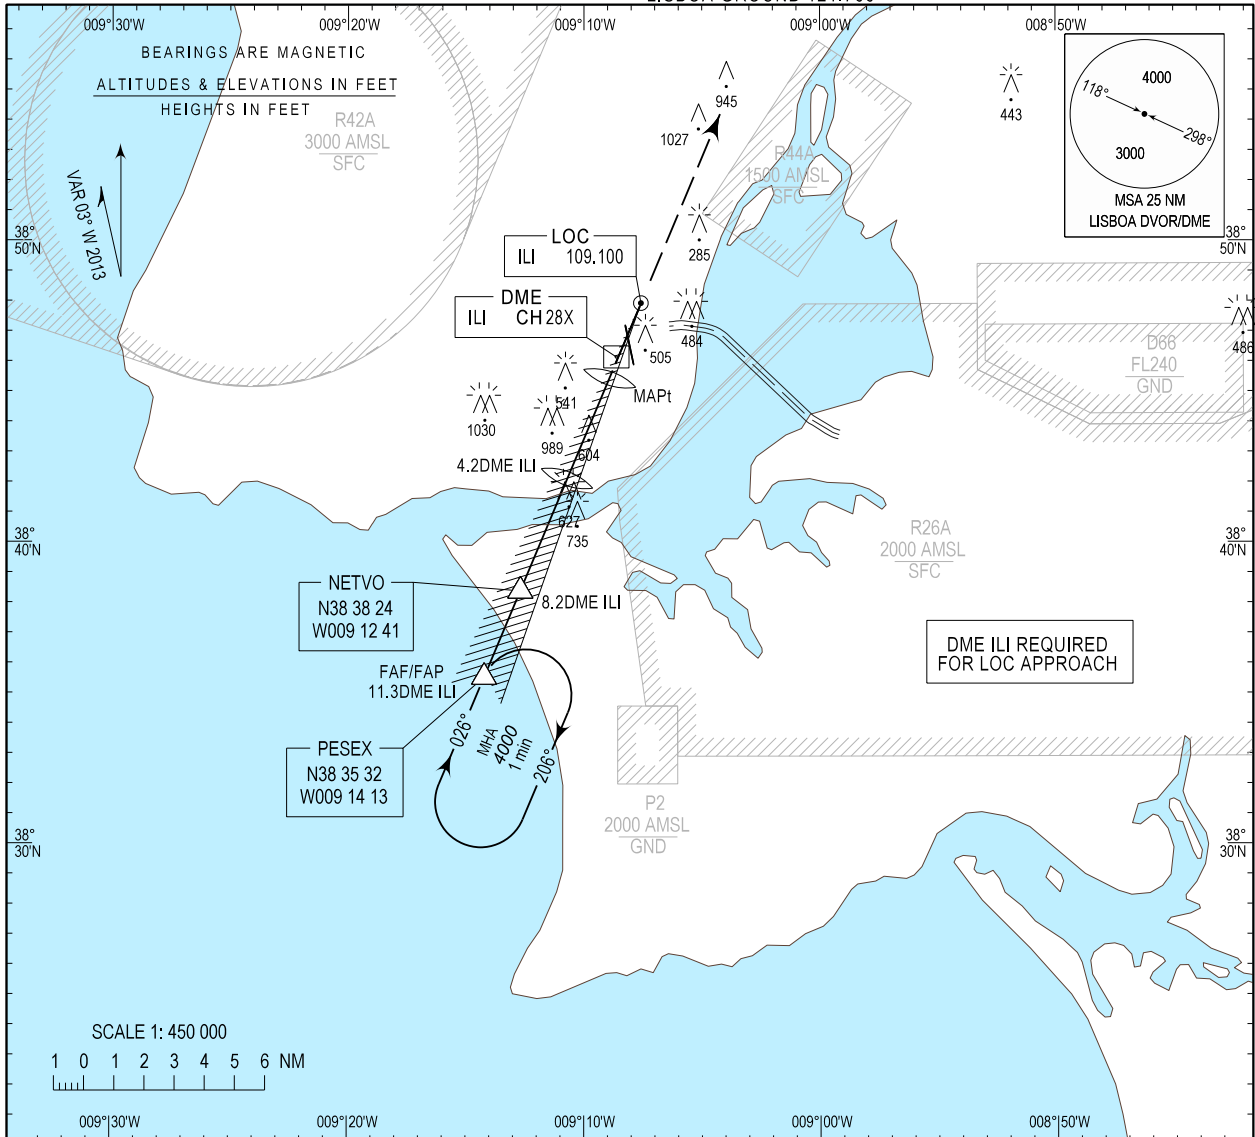 009°30'W 009°20'W 009°10'W 009°00'W 008°50'W
BEARINGS ARE MAGNETIC
ALTITUDES & ELEVATIONS IN FEET
HEIGHTS IN FEET
R42A
3000 AMSL
SFC
VAR 03° W 2013
945
1027
443
4000
118°
298°
3000
MSA 25 NM
LISBOA DVOR/DME
R44A
1500 AMSL
SFC
38°
50'N
38°
50'N
LOC
ILI 109.100
285
DME
ILI CH 28X
484
505
486
D66
FL240
GND
MAPt
541
1030
989
604
4.2DME ILI
627
735
38°
40'N
38°
40'N
R26A
2000 AMSL
SFC
NETVO
N38 38 24
W009 12 41
8.2DME ILI
DME ILI REQUIRED
FOR LOC APPROACH
FAF/FAP
11.3DME ILI
026°
MHA
4000
1 min
206°
PESEX
N38 35 32
W009 14 13
P2
2000 AMSL
GND
38°
30'N
38°
30'N
SCALE 1: 450 000
1 0 1 2 3 4 5 6 NM
009°30'W 009°20'W 009°10'W 009°00'W 008°50'W